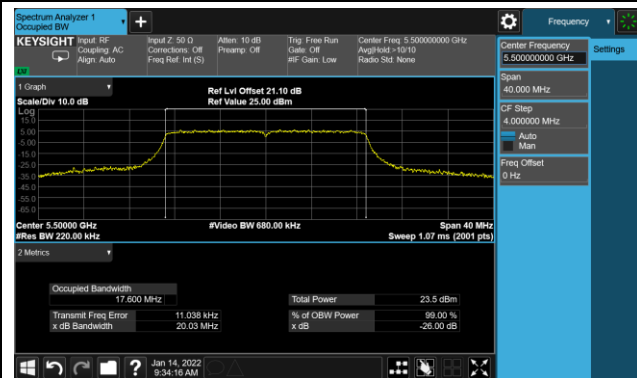 Spectrum Analyzer 1
Occupied BW
Frequency
KEYSIGHT Input: RF Input Z: 50 Ω Atten: 10 dB Trig: Free Run Center Freq: 5.500000000 GHz
Coupling: AC Corrections: Off Preamp: Off Gate: Off Avg|Hold:>10/10
Align: Auto Freq Ref: Int (S) #IF Gain: Low Radio Std: None
Center Frequency
5.500000000 GHz
Settings
Span
40.000 MHz
CF Step
4.000000 MHz
Auto
Man
Freq Offset
0 Hz
1 Graph
Ref Lvl Offset 21.10 dB
Scale/Div 10.0 dB Ref Value 25.00 dBm
Log
15.0
5.00
-5.00
-15.0
-25.0
-35.0
-45.0
-55.0
-65.0
Center 5.50000 GHz #Video BW 680.00 kHz Span 40 MHz
#Res BW 220.00 kHz Sweep 1.07 ms (2001 pts)
2 Metrics
Occupied Bandwidth
17.600 MHz Total Power 23.5 dBm
Transmit Freq Error 11.038 kHz % of OBW Power 99.00 %
x dB Bandwidth 20.03 MHz x dB -26.00 dB
? Jan 14, 2022
9:34:16 AM